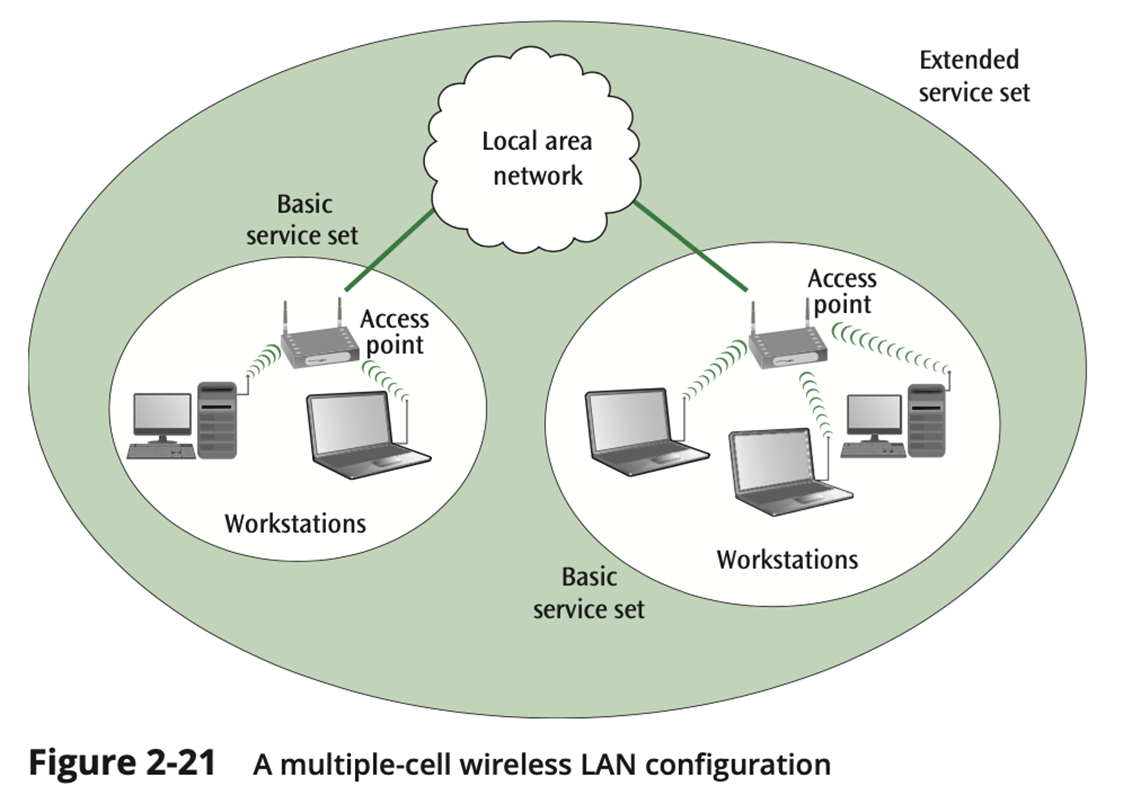 Extended
service set
Local area
network
Basic
service set
Access
point
Workstations
Access
point
Workstations
Basic
service set
Figure 2-21 A multiple-cell wireless LAN configuration